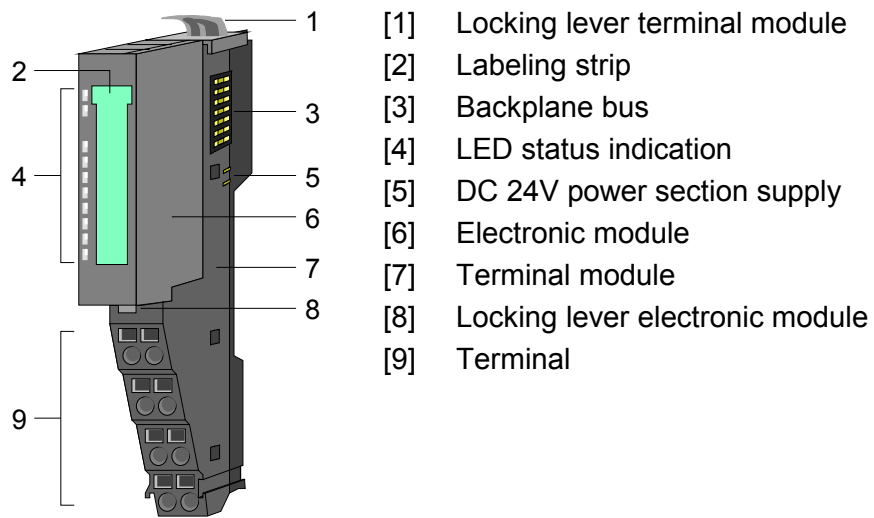 1
2
3
4
5
6
7
8
9
[1] Locking lever terminal module
[2] Labeling strip
[3] Backplane bus
[4] LED status indication
[5] DC 24V power section supply
[6] Electronic module
[7] Terminal module
[8] Locking lever electronic module
[9] Terminal